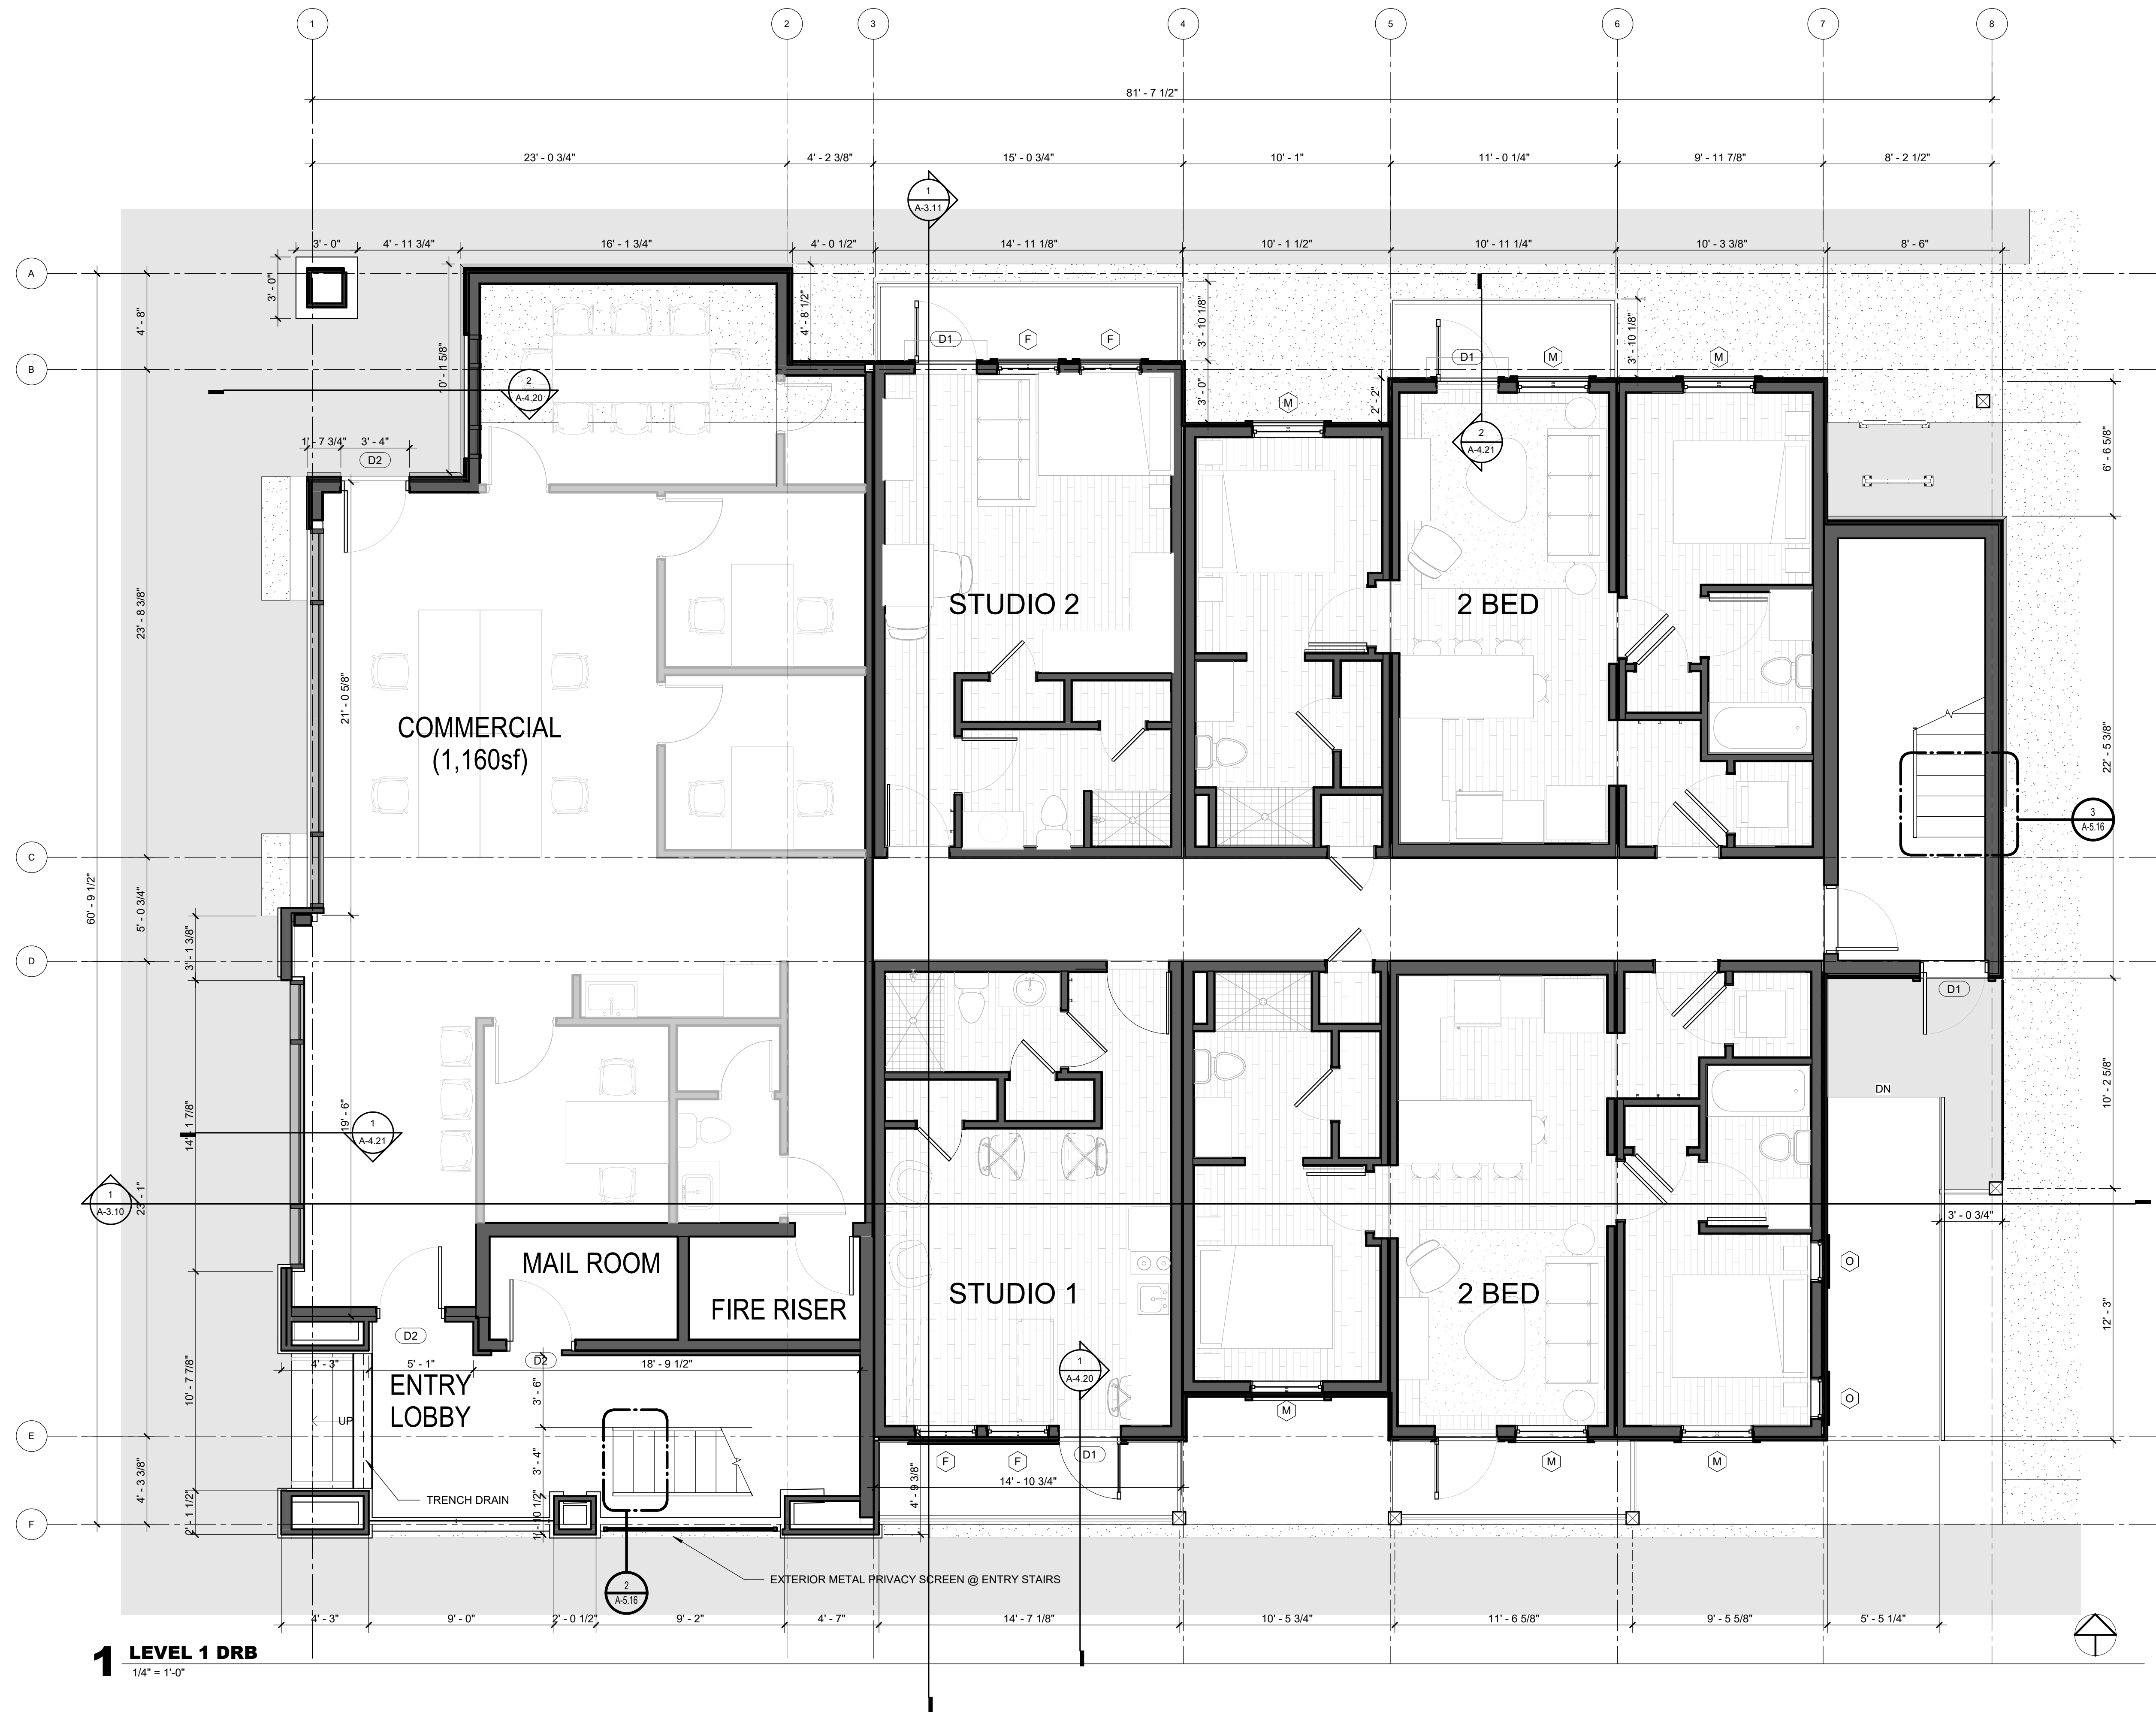 1 2 3 4 5 6 7 8
81' - 7 1/2"
23' - 0 3/4" 4' - 2 3/8" 15' - 0 3/4" 10' - 1" 11' - 0 1/4" 9' - 11 7/8" 8' - 2 1/2"
1
A-3.11
3' - 0" 4' - 11 3/4" 16' - 1 3/4" 4' - 0 1/2" 14' - 11 1/8" 10' - 1 1/2" 10' - 11 1/4" 10' - 3 3/8" 8' - 6"
A
3' - 0"
4' - 8"
4' - 8 1/2"
3' - 10 1/8"
3' - 10 1/8"
D1 F F
D1 M M
B
10' - 1 5/8"
2
A-4.20
3' - 0"
2' - 2"
M
2
A-4.21
6' - 6 5/8"
1' - 7 3/4" 3' - 4"
D2
23' - 8 3/8"
STUDIO 2
2 BED
21' - 0 5/8"
COMMERCIAL
(1,160sf)
22' - 5 3/8"
3
A-5.16
C
60' - 9 1/2"
5' - 0 3/4"
3' - 1 3/8"
D
D1
10' - 2 5/8"
DN
14' - 1 7/8"
19' - 6"
1
A-4.21
1
A-3.10
23' - 1"
3' - 0 3/4"
O
MAIL ROOM
FIRE RISER
STUDIO 1
2 BED
12' - 3"
D2
D2
4' - 3" 5' - 1" 18' - 9 1/2"
1
A-4.20
10' - 7 7/8"
ENTRY
LOBBY
3' - 6"
O
M
UP
E
3' - 4"
F F D1
M M
4' - 3 3/8"
4' - 9 3/8"
14' - 10 3/4"
TRENCH DRAIN
2' - 1 1/2"
1' - 10 1/2"
F
EXTERIOR METAL PRIVACY SCREEN @ ENTRY STAIRS
2
A-5.16
4' - 3" 9' - 0" 2' - 0 1/2" 9' - 2" 4' - 7" 14' - 7 1/8" 10' - 5 3/4" 11' - 6 5/8" 9' - 5 5/8" 5' - 5 1/4"
1 LEVEL 1 DRB
1/4" = 1'-0"